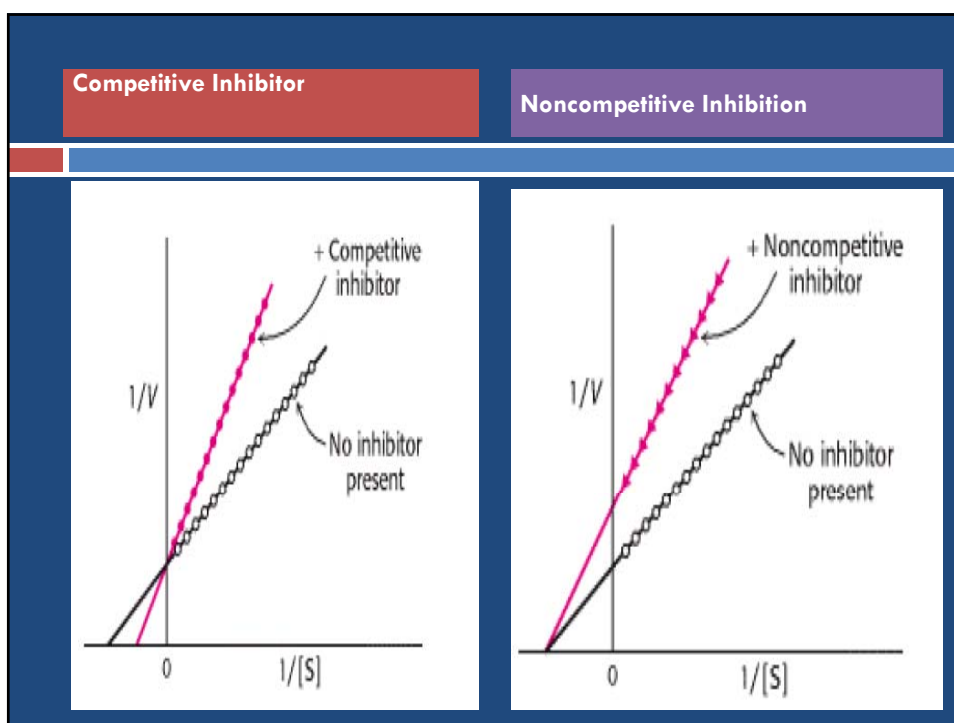 Competitive Inhibitor
Noncompetitive Inhibition
+ Competitive
inhibitor
1/V
No inhibitor
present
0
1/[S]
+ Noncompetitive
inhibitor
1/V
No inhibitor
present
0
1/[S]